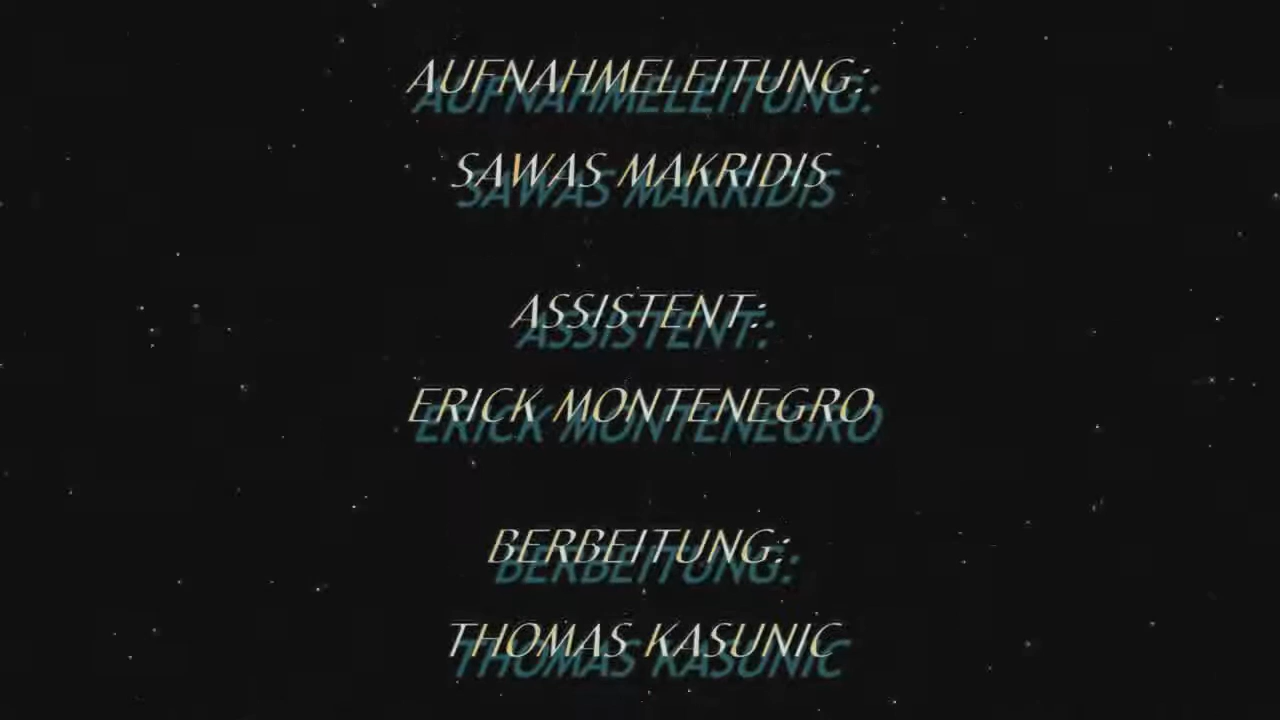 AUFNAHMELEITUNG:
SAWAS MAKRIDIS
ASSISTENT:
ERICK MONTENEGRO
BERBEITUNG:
THOMAS KASUNIC